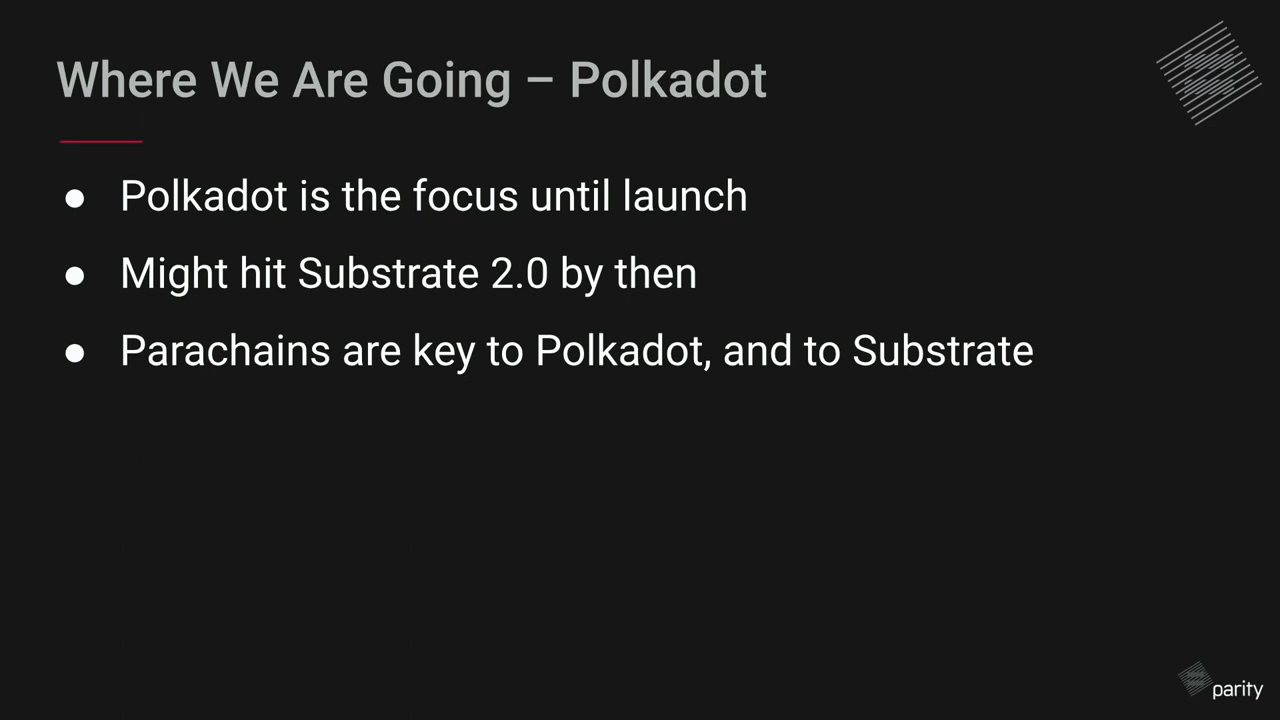 Where We Are Going – Polkadot
● Polkadot is the focus until launch
● Might hit Substrate 2.0 by then
● Parachains are key to Polkadot, and to Substrate
parity